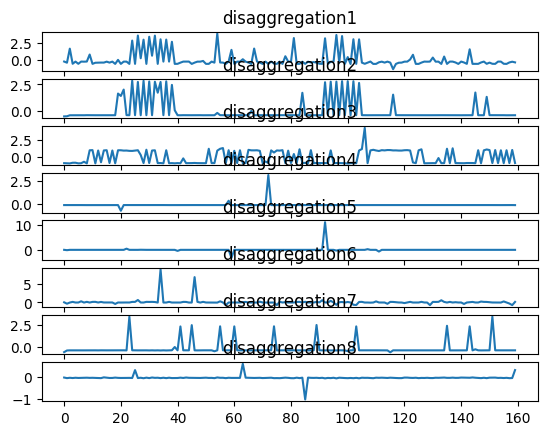 disaggregation1
2.5
0.0
disaggregation2
2.5
0.0
disaggregation3
2.5
0.0
disaggregation4
2.5
0.0
disaggregation5
10
0
disaggregation6
5
0
disaggregation7
2.5
0.0
disaggregation8
0
−1
0 20 40 60 80 100 120 140 160